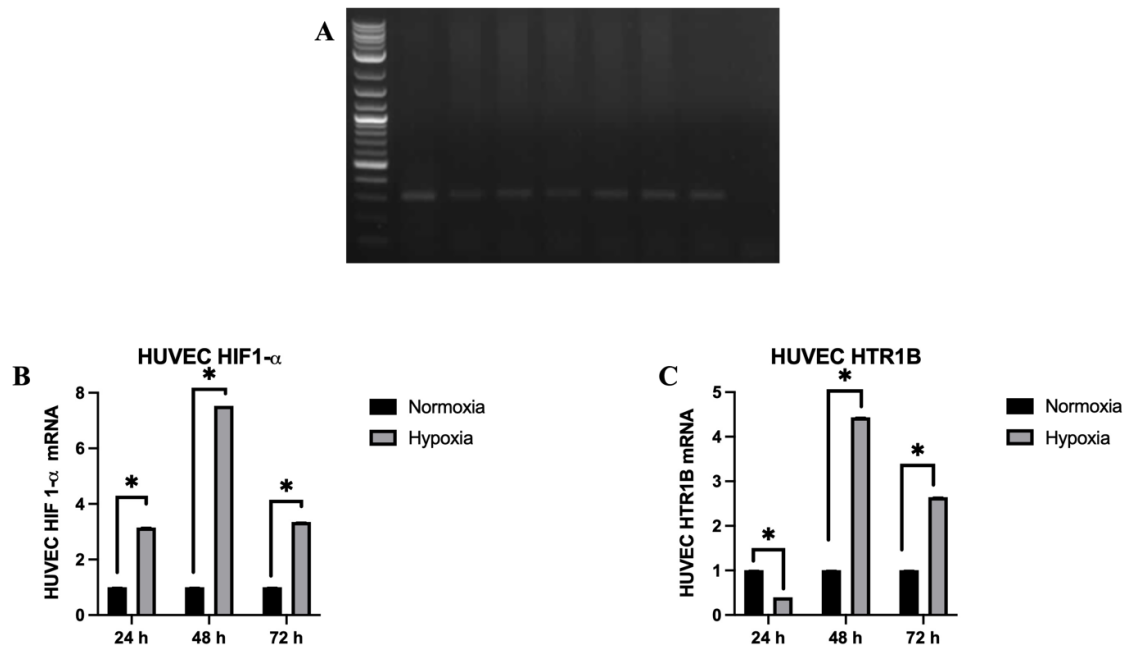 A
B
HUVEC HIF1-α
HUVEC HIF 1-α mRNA
8
6
4
2
0
*
*
*
24 h
48 h
72 h
Normoxia
Hypoxia
C
HUVEC HTR1B
HUVEC HTR1B mRNA
5
4
3
2
1
0
*
*
*
24 h
48 h
72 h
Normoxia
Hypoxia